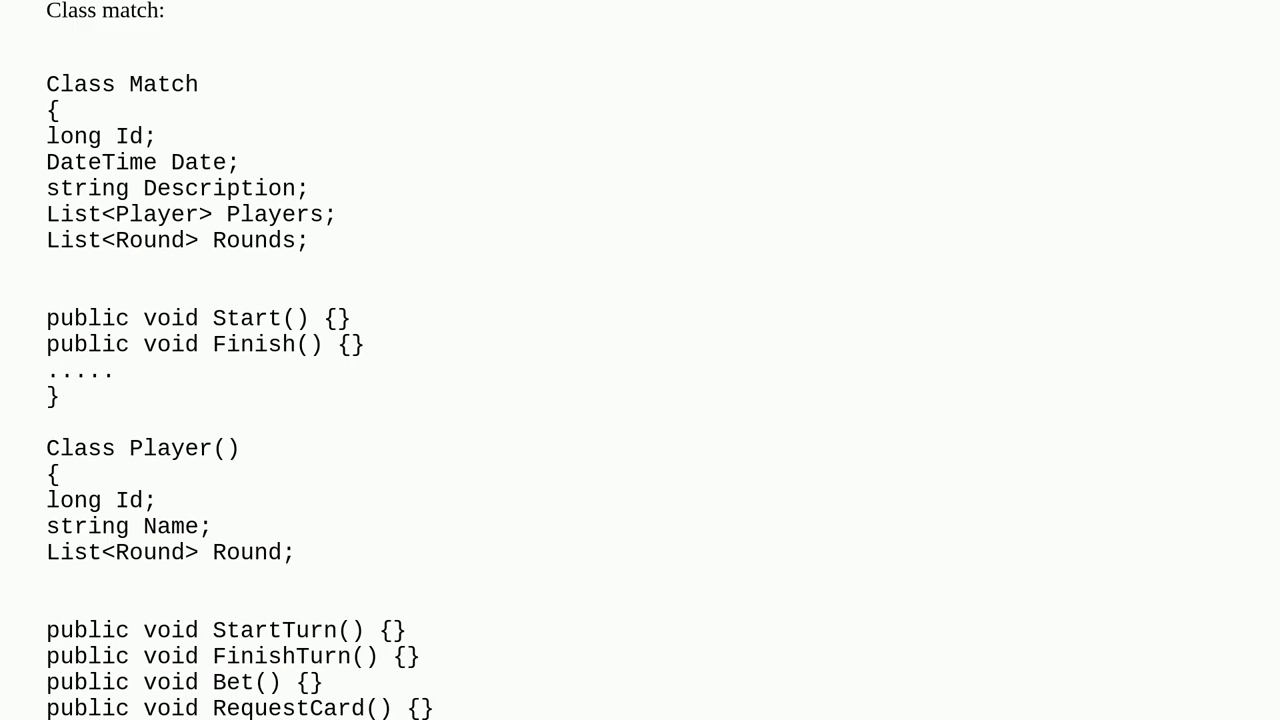 Class match:
Class Match
{
long Id;
DateTime Date;
string Description;
List<Player> Players;
List<Round> Rounds;
public void Start() {}
public void Finish() {}
.....
}
Class Player()
{
long Id;
string Name;
List<Round> Round;
public void StartTurn() {}
public void FinishTurn() {}
public void Bet() {}
public void RequestCard() {}